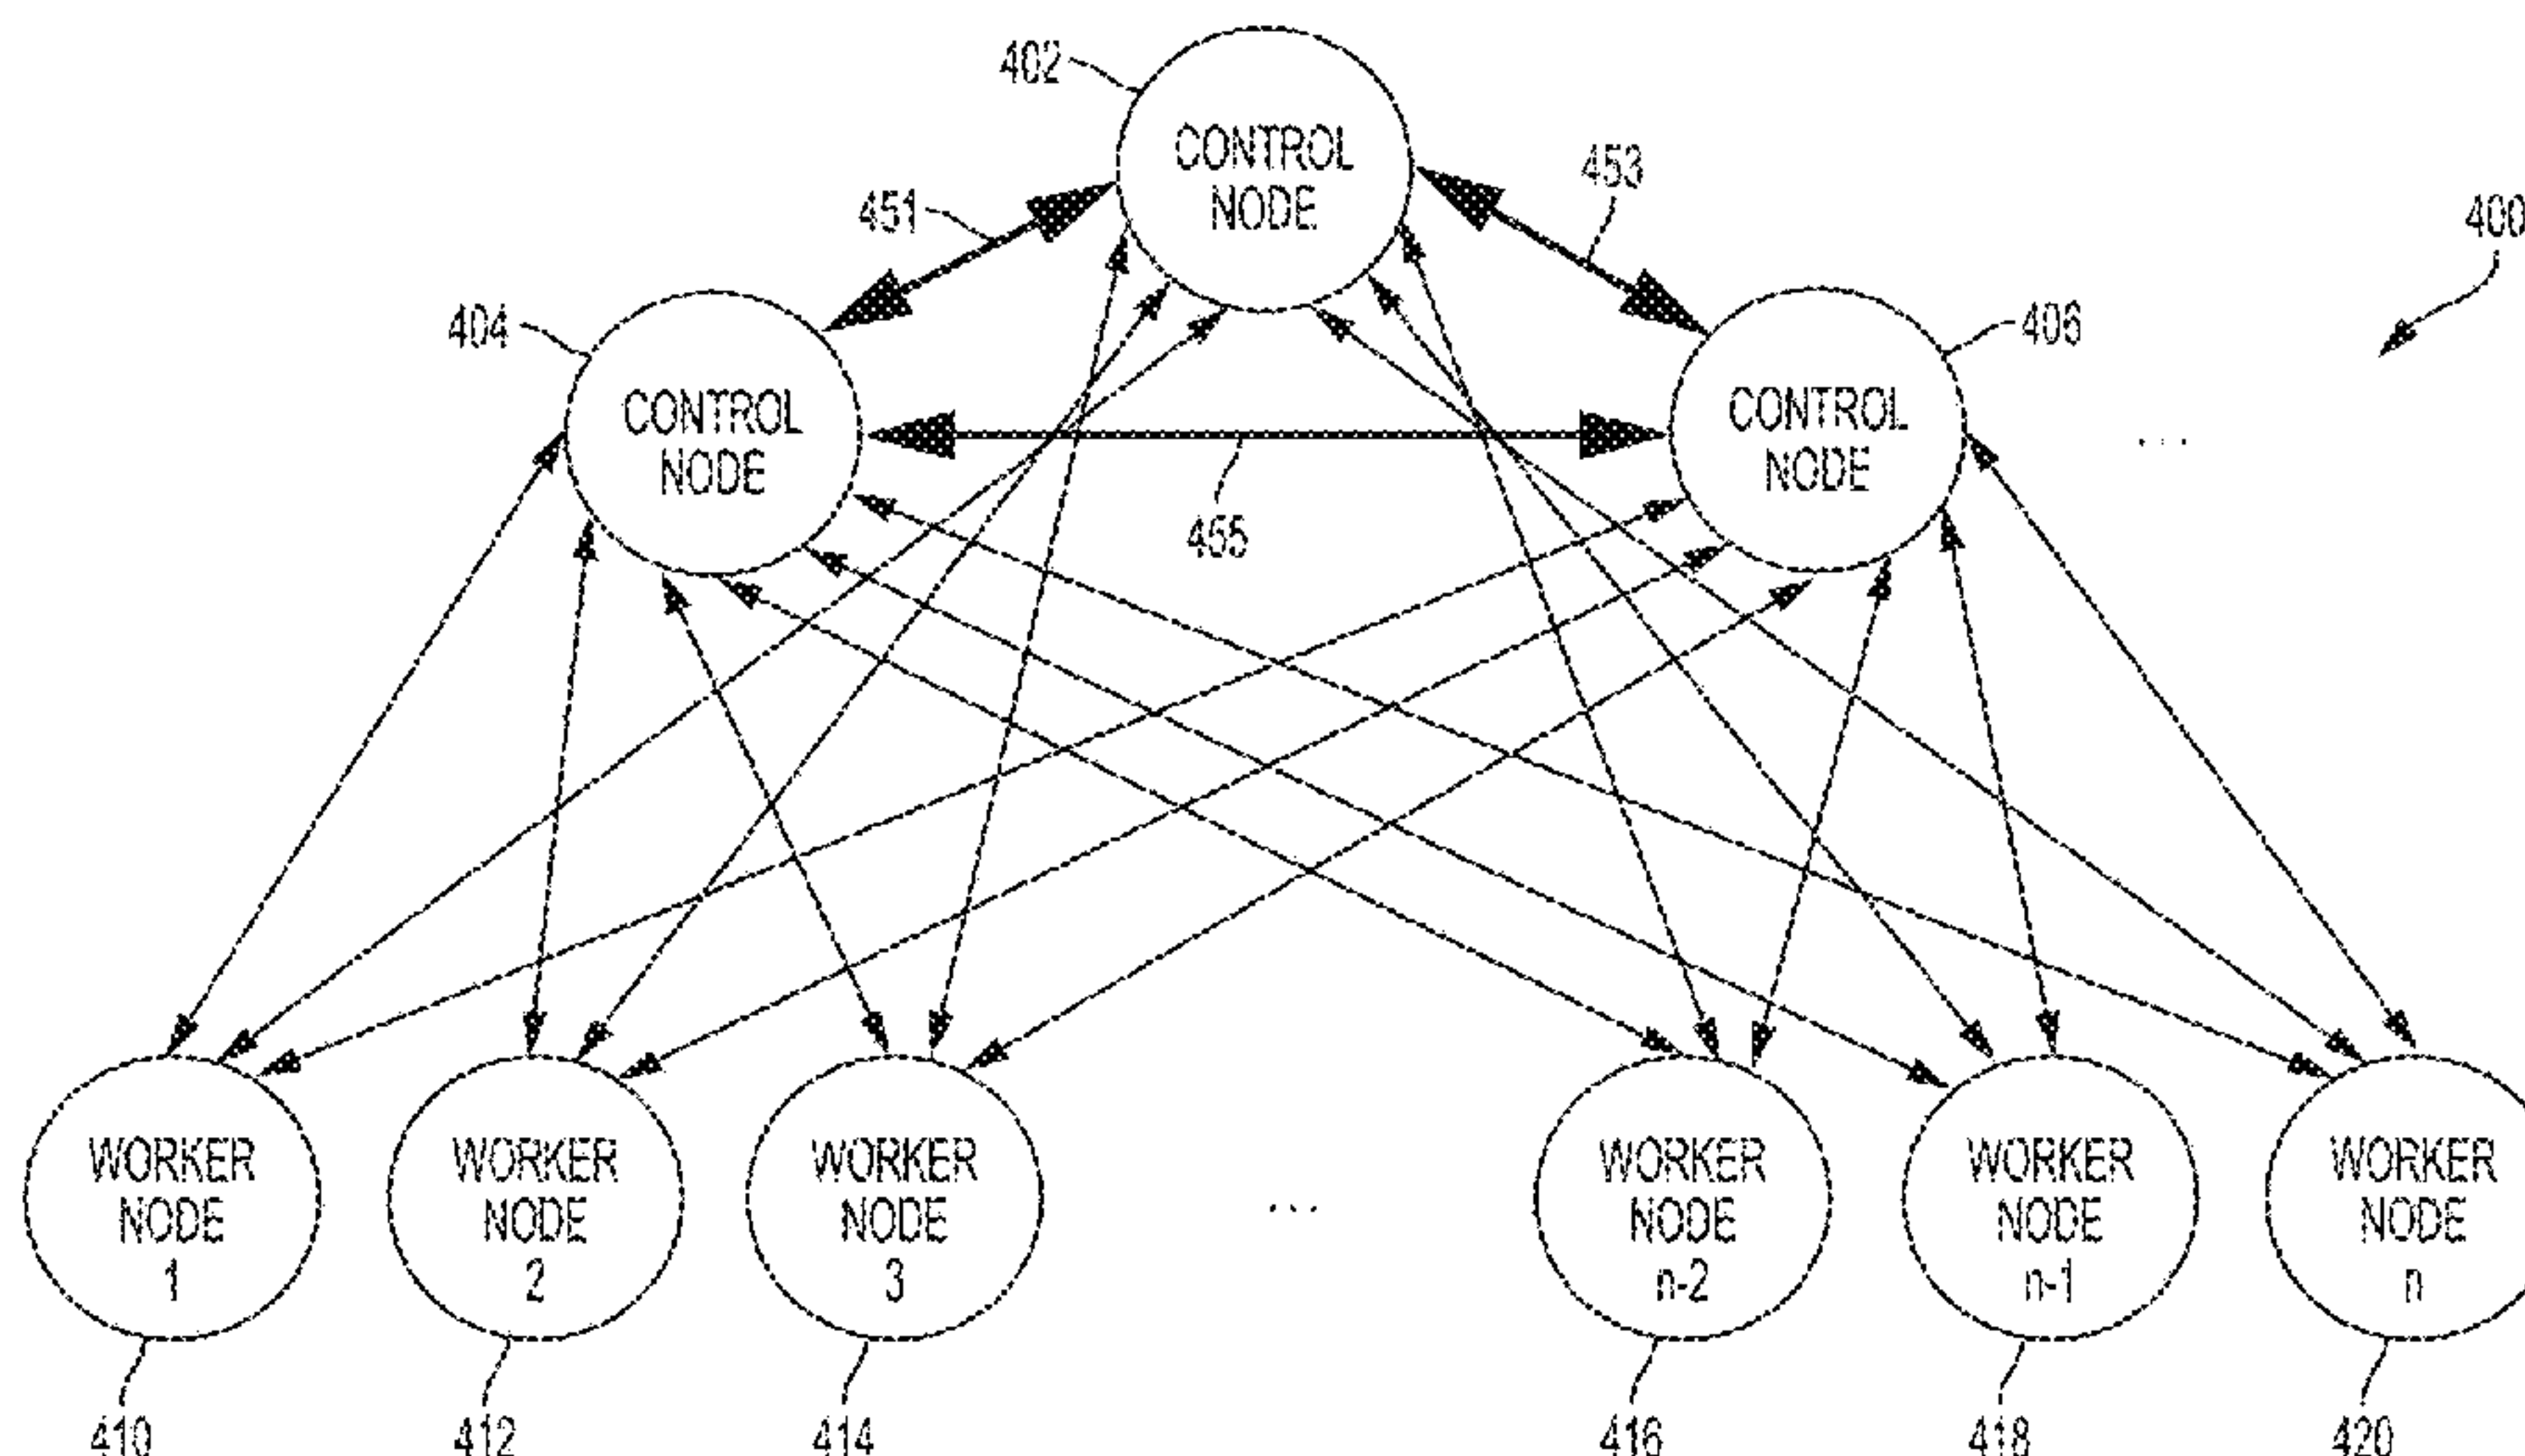 402
CONTROL
NODE
451
453
400
404
CONTROL
NODE
406
CONTROL
NODE
...
455
WORKER
NODE
1
WORKER
NODE
2
WORKER
NODE
3
...
WORKER
NODE
n-2
WORKER
NODE
n-1
WORKER
NODE
n
410
412
414
416
418
420